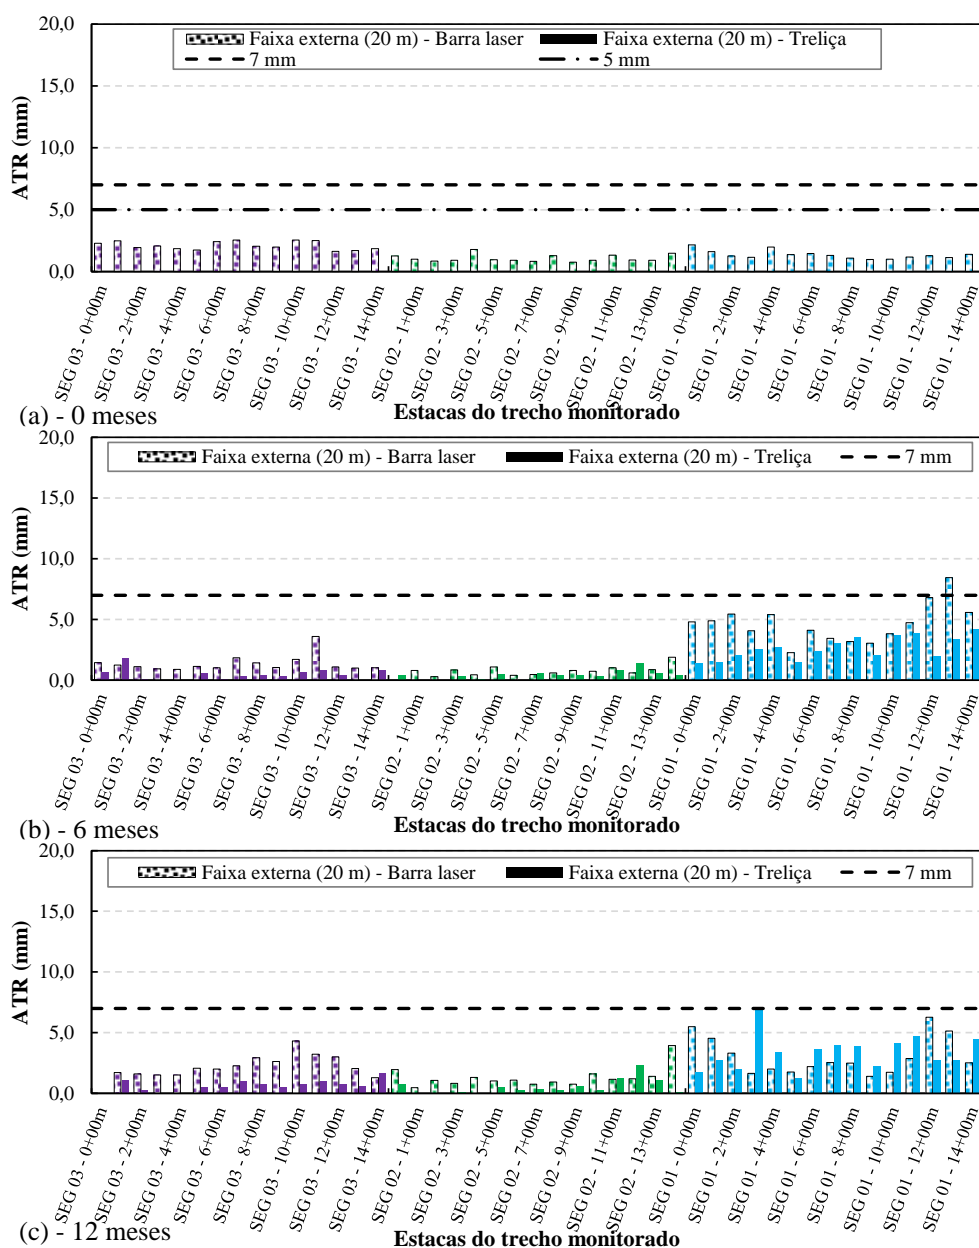 20,0
15,0
10,0
5,0
0,0
ATR (mm)
Faixa externa (20 m) - Barra laser
Faixa externa (20 m) - Treliça
7 mm
5 mm
SEG 03 - 0+00m
SEG 03 - 2+00m
SEG 03 - 4+00m
SEG 03 - 6+00m
SEG 03 - 8+00m
SEG 03 - 10+00m
SEG 03 - 12+00m
SEG 03 - 14+00m
SEG 02 - 1+00m
SEG 02 - 3+00m
SEG 02 - 5+00m
SEG 02 - 7+00m
SEG 02 - 9+00m
SEG 02 - 11+00m
SEG 02 - 13+00m
SEG 01 - 0+00m
SEG 01 - 2+00m
SEG 01 - 4+00m
SEG 01 - 6+00m
SEG 01 - 8+00m
SEG 01 - 10+00m
SEG 01 - 12+00m
SEG 01 - 14+00m
(a) - 0 meses
Estacas do trecho monitorado
20,0
15,0
10,0
5,0
0,0
ATR (mm)
Faixa externa (20 m) - Barra laser
Faixa externa (20 m) - Treliça
7 mm
SEG 03 - 0+00m
SEG 03 - 2+00m
SEG 03 - 4+00m
SEG 03 - 6+00m
SEG 03 - 8+00m
SEG 03 - 10+00m
SEG 03 - 12+00m
SEG 03 - 14+00m
SEG 02 - 1+00m
SEG 02 - 3+00m
SEG 02 - 5+00m
SEG 02 - 7+00m
SEG 02 - 9+00m
SEG 02 - 11+00m
SEG 02 - 13+00m
SEG 01 - 0+00m
SEG 01 - 2+00m
SEG 01 - 4+00m
SEG 01 - 6+00m
SEG 01 - 8+00m
SEG 01 - 10+00m
SEG 01 - 12+00m
SEG 01 - 14+00m
(b) - 6 meses
Estacas do trecho monitorado
20,0
15,0
10,0
5,0
0,0
ATR (mm)
Faixa externa (20 m) - Barra laser
Faixa externa (20 m) - Treliça
7 mm
SEG 03 - 0+00m
SEG 03 - 2+00m
SEG 03 - 4+00m
SEG 03 - 6+00m
SEG 03 - 8+00m
SEG 03 - 10+00m
SEG 03 - 12+00m
SEG 03 - 14+00m
SEG 02 - 1+00m
SEG 02 - 3+00m
SEG 02 - 5+00m
SEG 02 - 7+00m
SEG 02 - 9+00m
SEG 02 - 11+00m
SEG 02 - 13+00m
SEG 01 - 0+00m
SEG 01 - 2+00m
SEG 01 - 4+00m
SEG 01 - 6+00m
SEG 01 - 8+00m
SEG 01 - 10+00m
SEG 01 - 12+00m
SEG 01 - 14+00m
(c) - 12 meses
Estacas do trecho monitorado